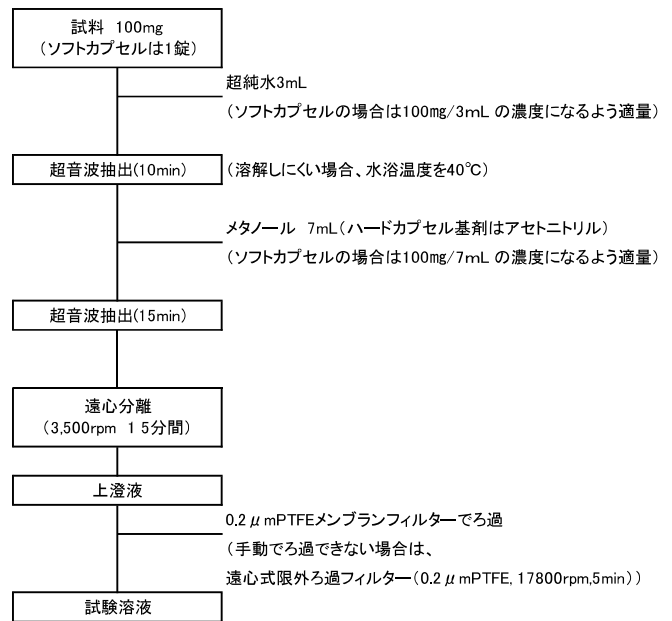 試料 100mg
（ソフトカプセルは1錠）
超純水3mL
（ソフトカプセルの場合は100㎎/3mL の濃度になるよう適量）
超音波抽出(10min)
（溶解しにくい場合、水浴温度を40℃）
メタノール 7mL（ハードカプセル基剤はアセトニトリル）
（ソフトカプセルの場合は100㎎/7mL の濃度になるよう適量）
超音波抽出(15min)
遠心分離
（3,500rpm 15分間）
上澄液
0.2μmPTFEメンブランフィルターでろ過
（手動でろ過できない場合は、
遠心式限外ろ過フィルター（0.2μmPTFE, 17800rpm,5min））
試験溶液